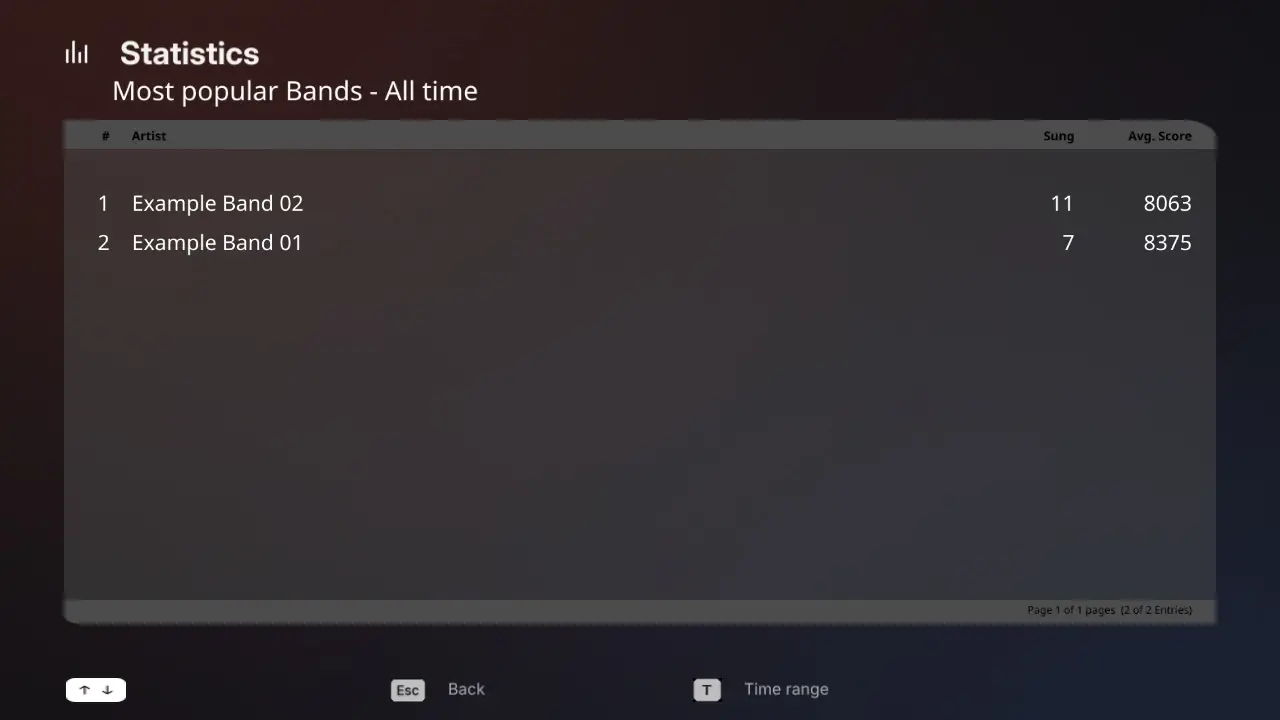 Statistics
Most popular Bands - All time
# Artist Sung Avg. Score
1 Example Band 02 11 8063
2 Example Band 01 7 8375
Page 1 of 1 pages (2 of 2 Entries)
↑ ↓ Esc Back T Time range